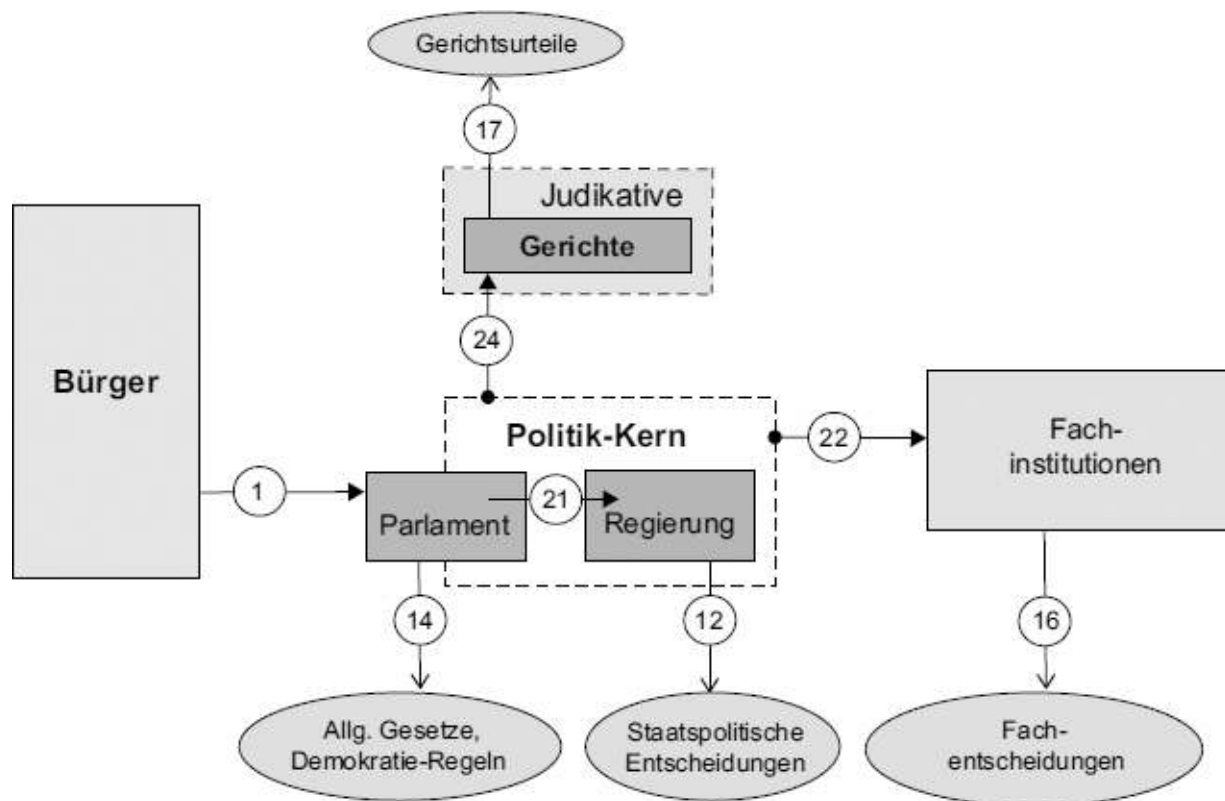 Gerichtsurteile
17
Judikative
Gerichte
24
Bürger
Politik-Kern
22
Fach-
institutionen
1
21
Parlament
Regierung
14
12
16
Allg. Gesetze,
Demokratie-Regeln
Staatspolitische
Entscheidungen
Fach-
entscheidungen